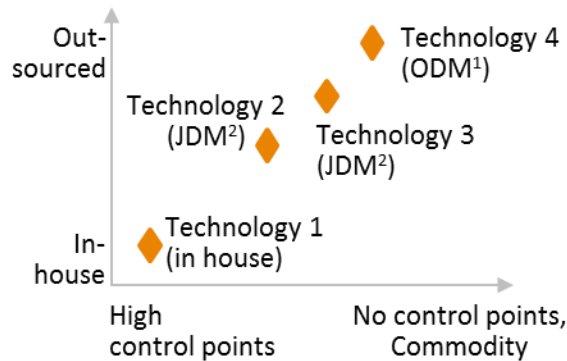 Out-
sourced
Technology 4
(ODM¹)
Technology 2
(JDM²)
Technology 3
(JDM²)
Technology 1
(in house)
In-
house
High
control points
No control points,
Commodity